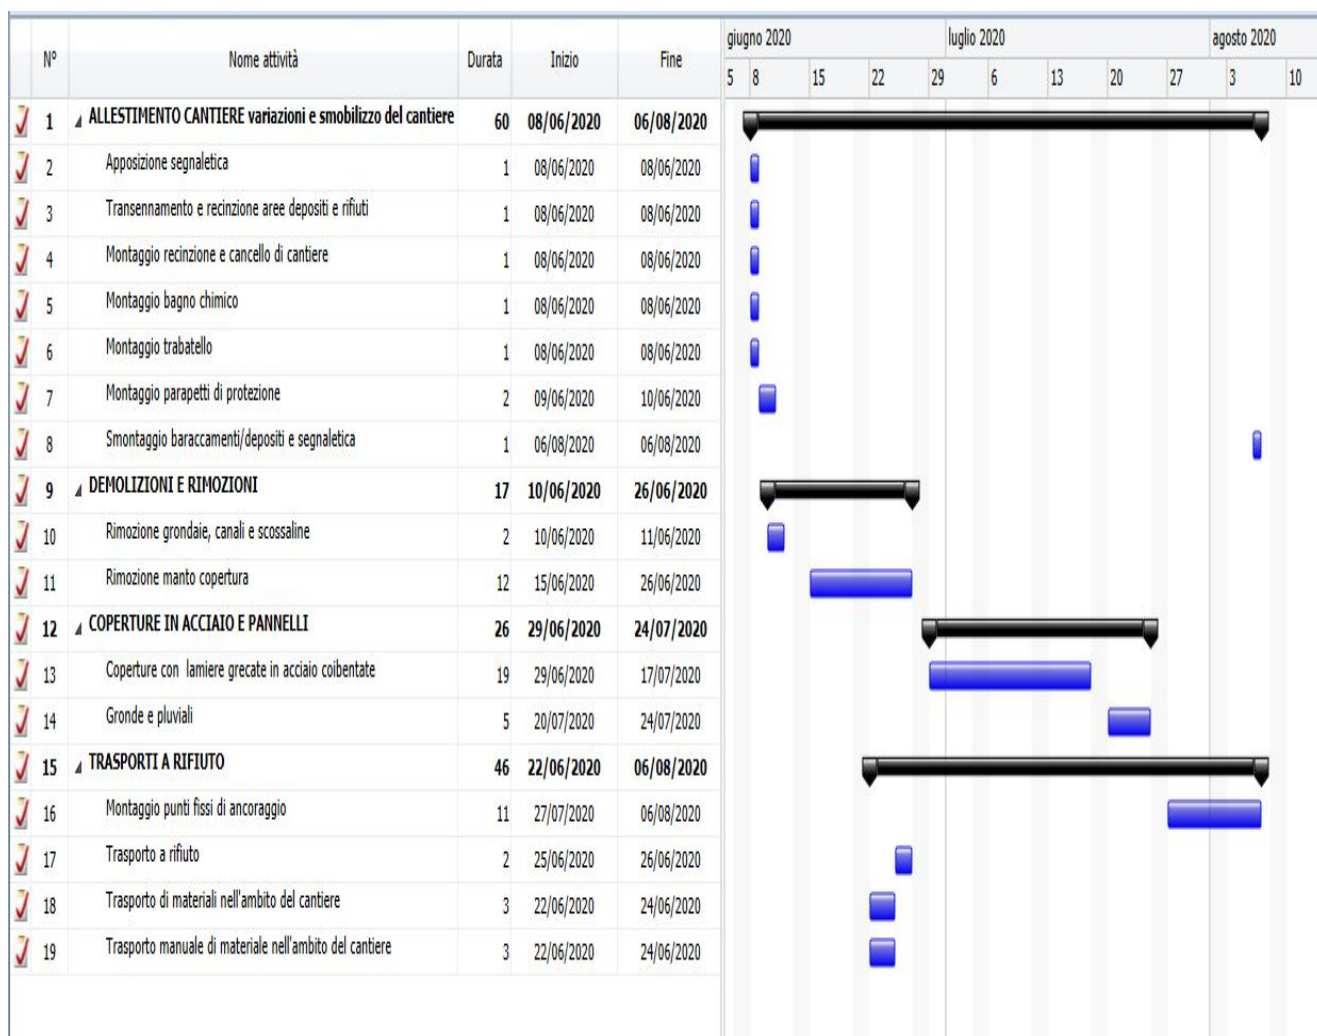 giugno 2020 luglio 2020 agosto 2020
N° Nome attività Durata Inizio Fine
5 8 15 22 29 6 13 20 27 3 10
1 ALLESTIMENTO CANTIERE variazioni e smobilizzo del cantiere 60 08/06/2020 06/08/2020
2 Apposizione segnaletica 1 08/06/2020 08/06/2020
3 Transennamento e recinzione aree depositi e rifiuti 1 08/06/2020 08/06/2020
4 Montaggio recinzione e cancello di cantiere 1 08/06/2020 08/06/2020
5 Montaggio bagno chimico 1 08/06/2020 08/06/2020
6 Montaggio trabatello 1 08/06/2020 08/06/2020
7 Montaggio parapetti di protezione 2 09/06/2020 10/06/2020
8 Smontaggio baraccamenti/depositi e segnaletica 1 06/08/2020 06/08/2020
9 DEMOLIZIONI E RIMOZIONI 17 10/06/2020 26/06/2020
10 Rimozione grondaie, canali e scossaline 2 10/06/2020 11/06/2020
11 Rimozione manto copertura 12 15/06/2020 26/06/2020
12 COPERTURE IN ACCIAIO E PANNELLI 26 29/06/2020 24/07/2020
13 Coperture con lamiere grecate in acciaio coibentate 19 29/06/2020 17/07/2020
14 Gronde e pluviali 5 20/07/2020 24/07/2020
15 TRASPORTI A RIFIUTO 46 22/06/2020 06/08/2020
16 Montaggio punti fissi di ancoraggio 11 27/07/2020 06/08/2020
17 Trasporto a rifiuto 2 25/06/2020 26/06/2020
18 Trasporto di materiali nell'ambito del cantiere 3 22/06/2020 24/06/2020
19 Trasporto manuale di materiale nell'ambito del cantiere 3 22/06/2020 24/06/2020